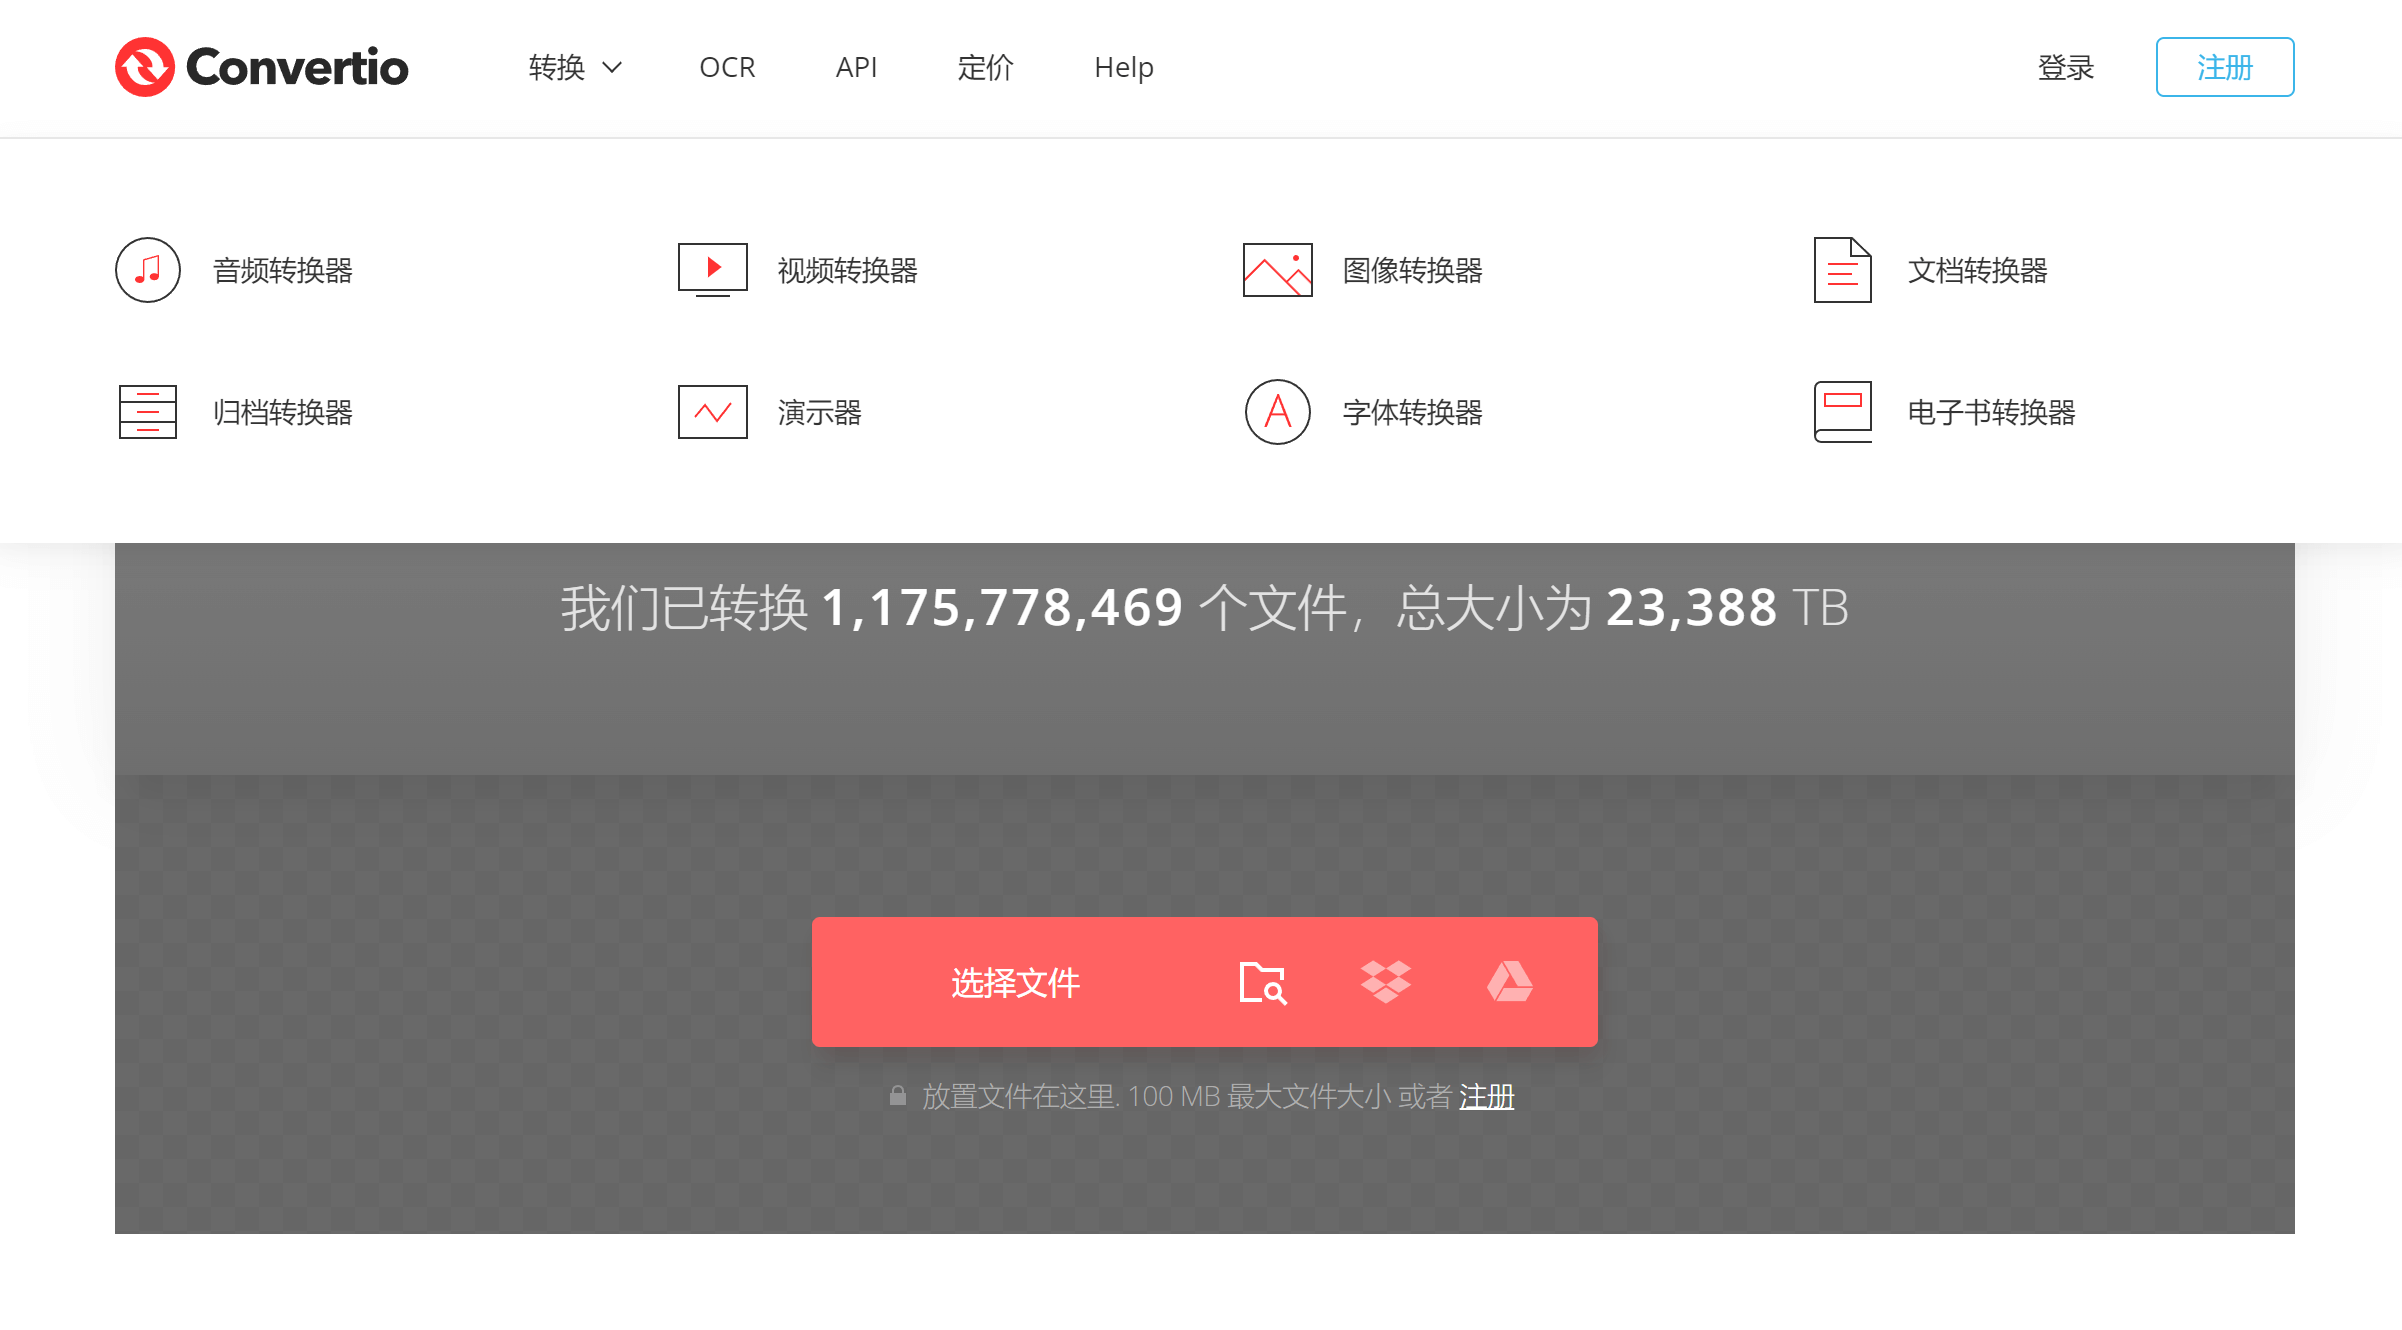 Convertio 转换 OCR API 定价 Help 登录 注册
音频转换器 视频转换器 图像转换器 文档转换器
归档转换器 演示器 字体转换器 电子书转换器
我们已转换 1,175,778,469 个文件，总大小为 23,388 TB
选择文件
放置文件在这里. 100 MB 最大文件大小 或者 注册